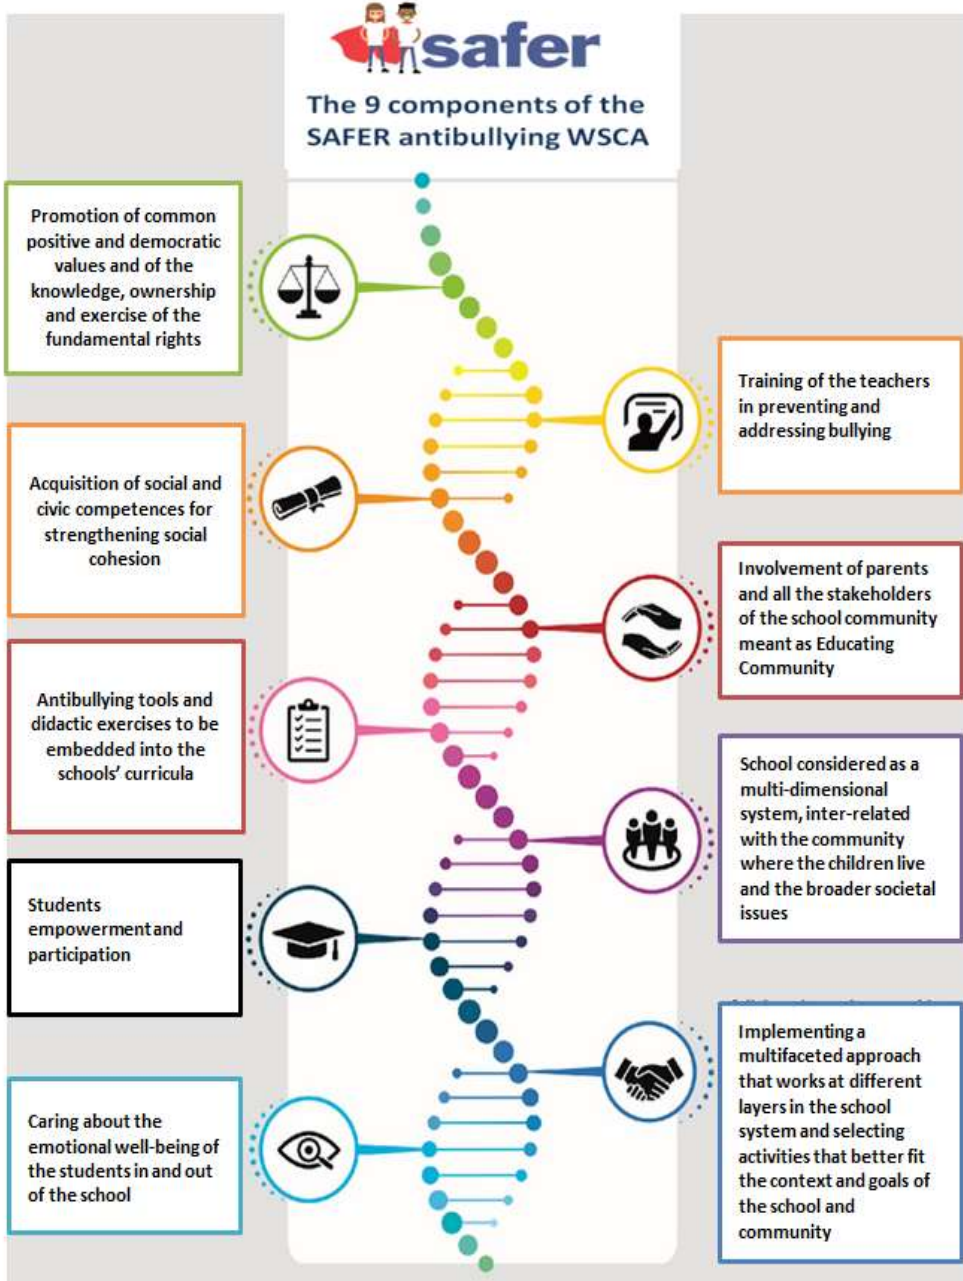 safer
The 9 components of the
SAFER antibullying WSCA
Promotion of common
positive and democratic
values and of the
knowledge, ownership
and exercise of the
fundamental rights
Training of the teachers
in preventing and
addressing bullying
Acquisition of social and
civic competences for
strengthening social
cohesion
Involvement of parents
and all the stakeholders
of the school community
meant as Educating
Community
Antibullying tools and
didactic exercises to be
embedded into the
schools’ curricula
School considered as a
multi-dimensional
system, inter-related
with the community
where the children live
and the broader societal
issues
Students
empowerment and
participation
Implementing a
multifaceted approach
that works at different
layers in the school
system and selecting
activities that better fit
the context and goals of
the school and
community
Caring about the
emotional well-being of
the students in and out
of the school